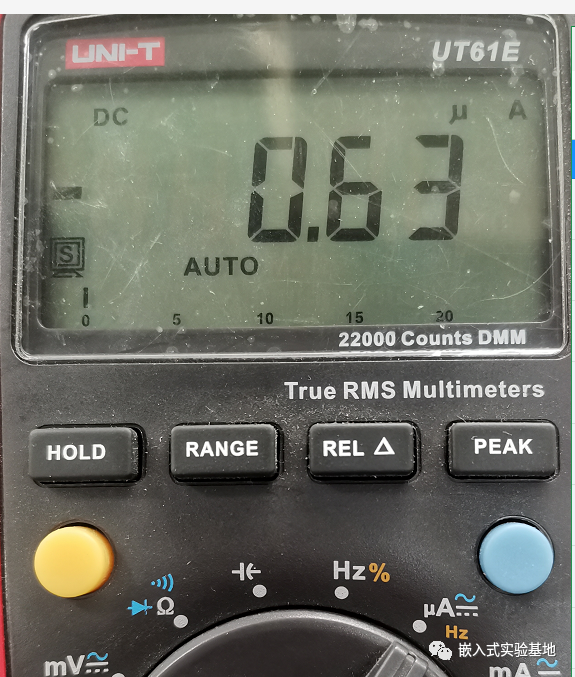 UNI-T UT61E
DC μ A
-0.63
S
AUTO
0 5 10 15 20
22000 Counts DMM
True RMS Multimeters
HOLD RANGE REL Δ PEAK
Hz%
Ω μA
Hz
嵌入式实验基地
mV mA